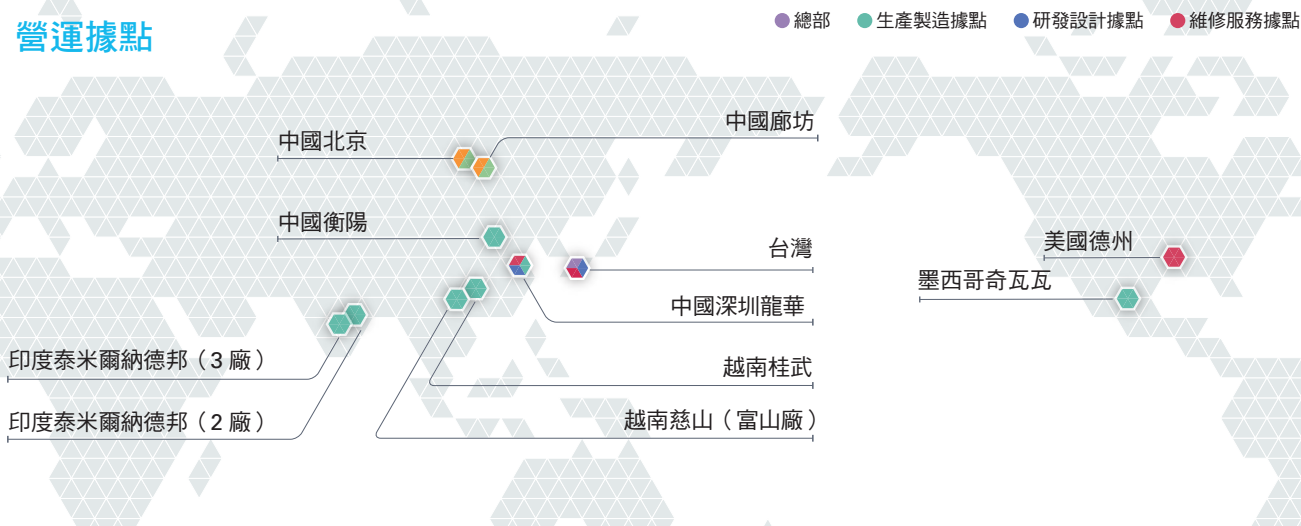 營運據點
總部
生產製造據點
研發設計據點
維修服務據點
中國北京
中國廊坊
中國衡陽
台灣
中國深圳龍華
美國德州
墨西哥奇瓦瓦
印度泰米爾納德邦（3 廠）
越南桂武
印度泰米爾納德邦（2 廠）
越南慈山（富山廠）